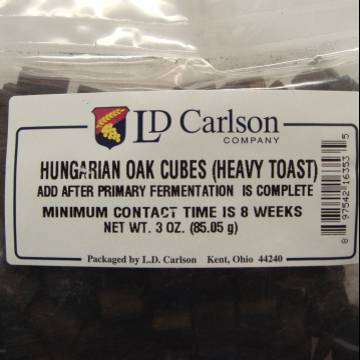 LD Carlson
COMPANY
HUNGARIAN OAK CUBES (HEAVY TOAST)
ADD AFTER PRIMARY FERMENTATION IS COMPLETE
MINIMUM CONTACT TIME IS 8 WEEKS
NET WT. 3 OZ. (85.05 g)
Packaged by L.D. Carlson Kent, Ohio 44240
8 97542 16353 5